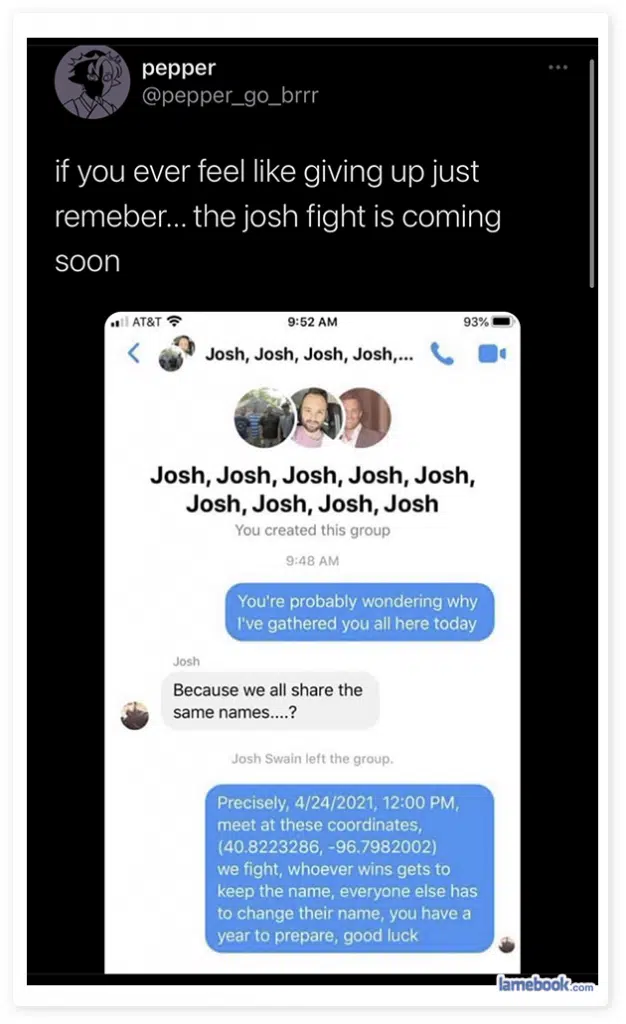 pepper
@pepper_go_brrr
if you ever feel like giving up just
remeber... the josh fight is coming
soon
AT&T 9:52 AM 93%
Josh, Josh, Josh, Josh,...
Josh, Josh, Josh, Josh, Josh,
Josh, Josh, Josh, Josh
You created this group
9:48 AM
You're probably wondering why
I've gathered you all here today
Josh
Because we all share the
same names....?
Josh Swain left the group.
Precisely, 4/24/2021, 12:00 PM,
meet at these coordinates,
(40.8223286, -96.7982002)
we fight, whoever wins gets to
keep the name, everyone else has
to change their name, you have a
year to prepare, good luck
lamebook.com